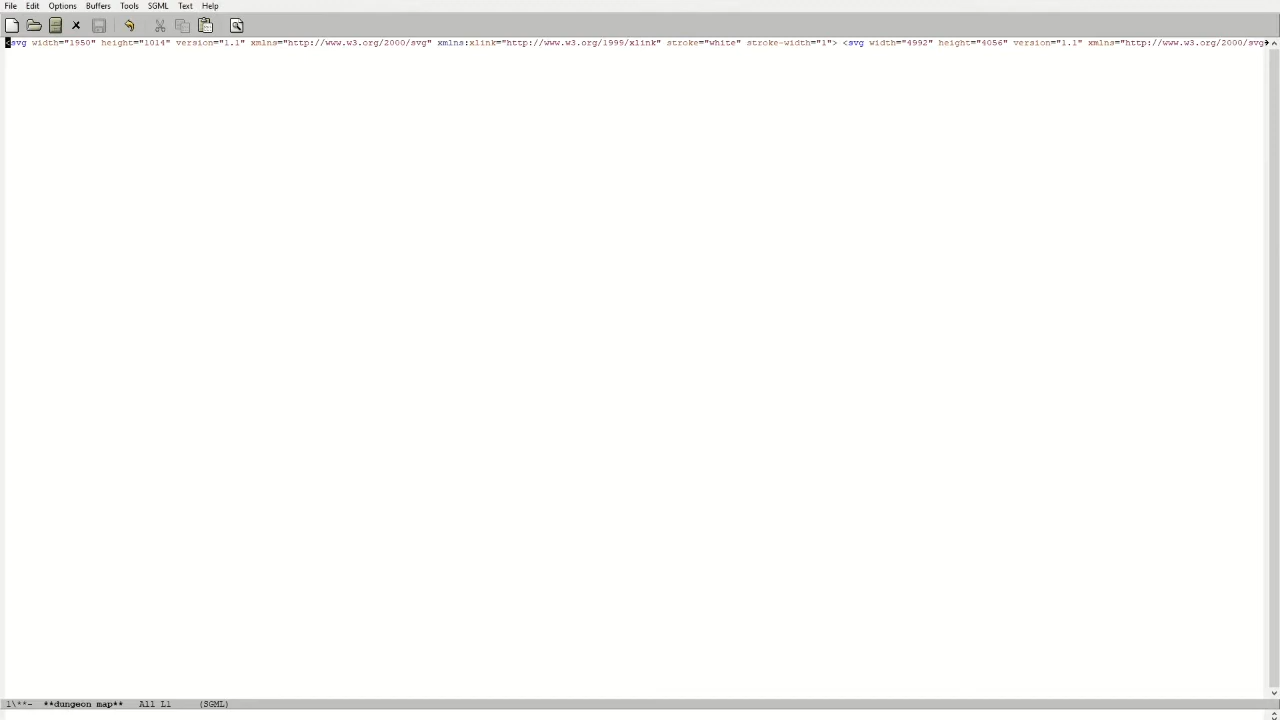 File Edit Options Buffers Tools SGML Text Help
<svg width="1950" height="1014" version="1.1" xmlns="http://www.w3.org/2000/svg" xmlns:xlink="http://www.w3.org/1999/xlink" stroke="white" stroke-width="1"> <svg width="4992" height="4056" version="1.1" xmlns="http://www.w3.org/2000/svg
1\**- **dungeon map** All L1 (SGML)